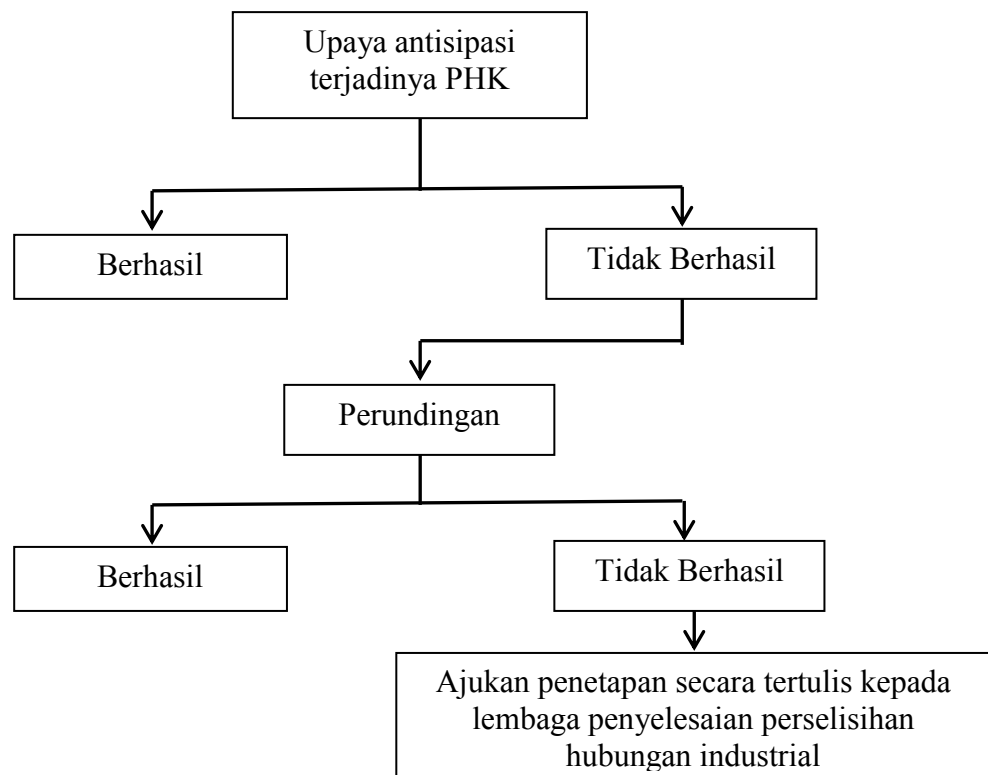 Upaya antisipasi
terjadinya PHK
Berhasil
Tidak Berhasil
Perundingan
Berhasil
Tidak Berhasil
Ajukan penetapan secara tertulis kepada
lembaga penyelesaian perselisihan
hubungan industrial